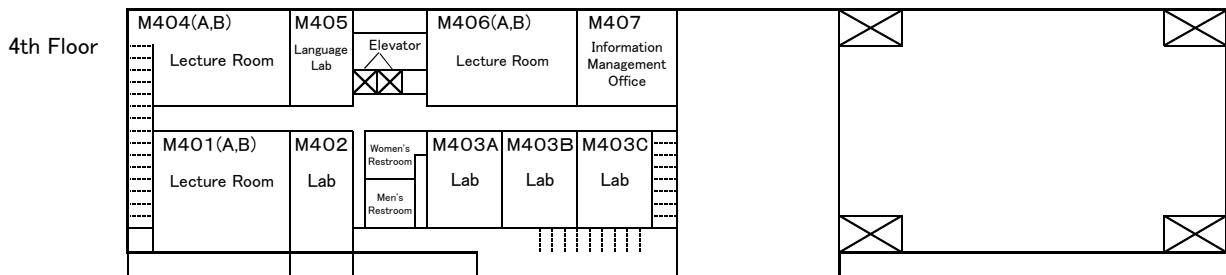 4th Floor
M404(A,B)
Lecture Room
M405
Language
Lab
Elevator
M406(A,B)
Lecture Room
M407
Information
Management
Office
M401(A,B)
Lecture Room
M402
Lab
Women's
Restroom
Men's
Restroom
M403A
Lab
M403B
Lab
M403C
Lab